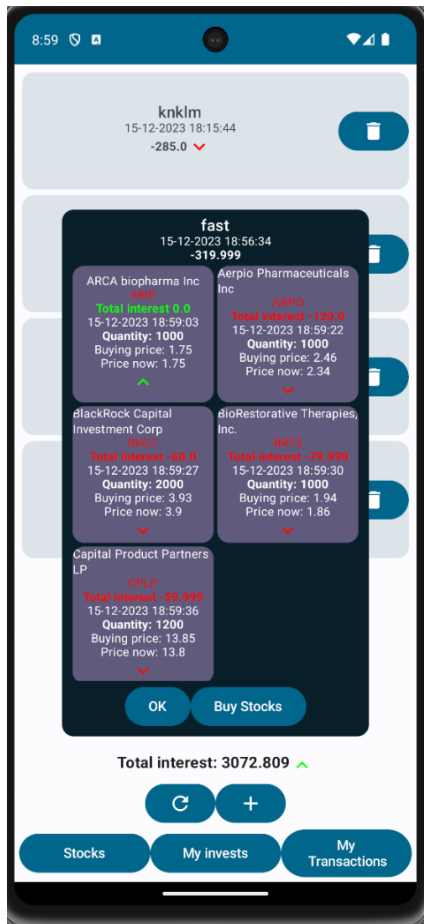 8:59
knklm
15-12-2023 18:15:44
-285.0
fast
15-12-2023 18:56:34
-319.999
ARCA biopharma Inc
ABIO
Total interest 0.0
15-12-2023 18:59:03
Quantity: 1000
Buying price: 1.75
Price now: 1.75
Aerpio Pharmaceuticals
Inc
ARPO
Total interest -120.0
15-12-2023 18:59:22
Quantity: 1000
Buying price: 2.46
Price now: 2.34
BlackRock Capital
Investment Corp
BKCC
Total interest -60.0
15-12-2023 18:59:27
Quantity: 2000
Buying price: 3.93
Price now: 3.9
BioRestorative Therapies,
Inc.
BRTX
Total interest -79.999
15-12-2023 18:59:30
Quantity: 1000
Buying price: 1.94
Price now: 1.86
Capital Product Partners
LP
CPLP
Total interest -59.999
15-12-2023 18:59:36
Quantity: 1200
Buying price: 13.85
Price now: 13.8
OK
Buy Stocks
Total interest: 3072.809
Stocks
My invests
My
Transactions